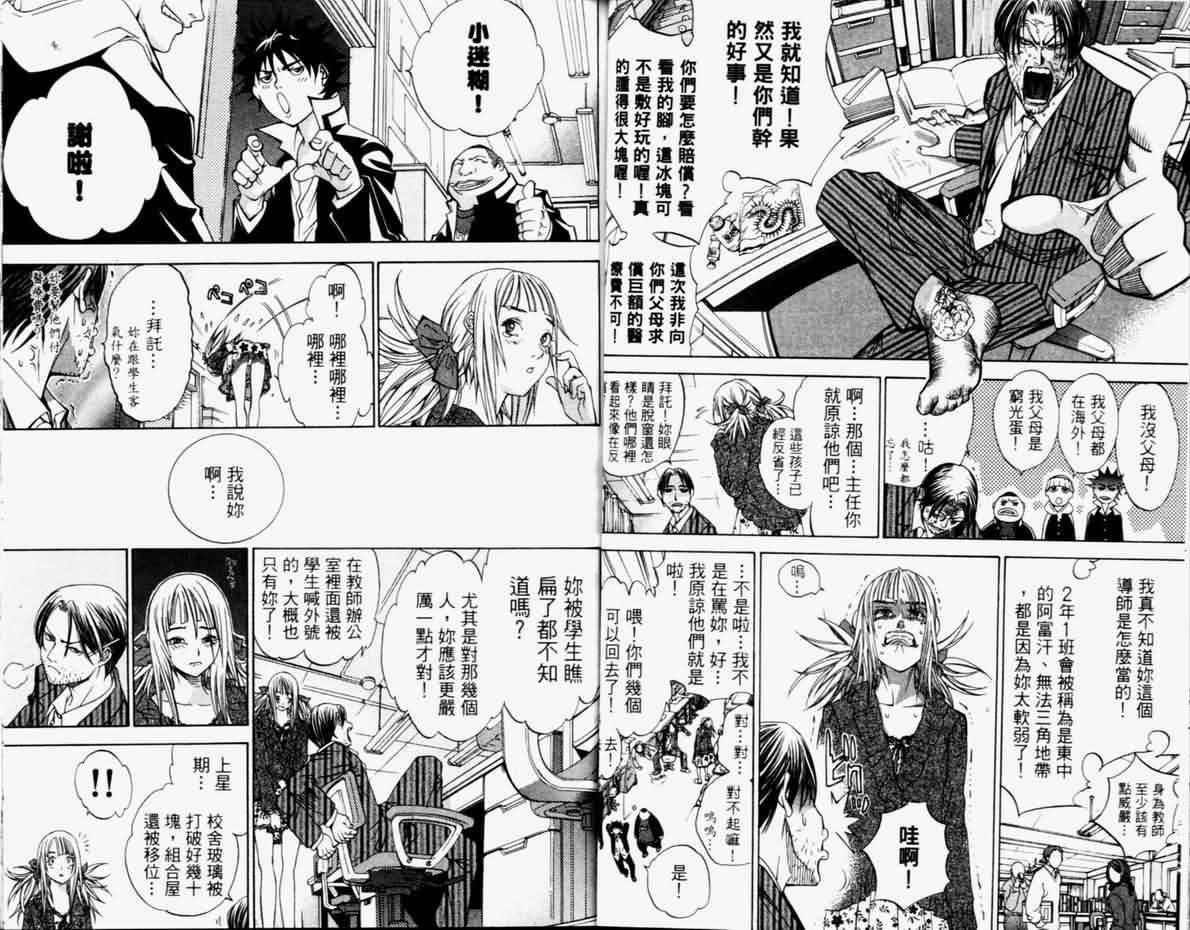 我就知道！果
然又是你們幹
的好事！
你們要怎麼賠償？看
看我的腳，這冰塊可
不是敷好玩的喔！真
的腫得很大塊喔！
這次我非向
你們父母求
償巨額的醫
療費不可！
我沒父母！
我父母都
在海外！
我父母是
窮光蛋！
…咕！
我怎麼都
忘了…
啊…那個…主任你
就原諒他們吧…
這些孩子已
經反省了…
拜託！妳眼
睛是脫窗還怎
樣？他們哪裡
看起來像在反
我真不知道妳這個
導師是怎麼當的！
2年1班會被稱為是東中
的阿富汗、無法三角地帶
，都是因為妳太軟弱了！
身為教師
至少該有
點威嚴…
嗚…
哇啊！
…不是啦…我不
是在罵妳，好…
我原諒他們就是
啦！
喂！你們幾個
可以回去了！
去！
對…對…
對不起嘛！
嗚嗚…
是！
小迷糊！
謝啦！
啊！哪裡哪裡
…哪裡…
ペコ
ペコ
…拜託…
妳在跟學生客
氣什麼？
我說妳
啊…
妳被學生瞧
扁了都不知
道嗎？
尤其是對那幾個
人，妳應該更嚴
厲一點才對！
在教師辦公
室裡面還被
學生喊外號
的，大概也
只有妳了！
上星
期…
校舍玻璃被
打破好幾十
塊，組合屋
還被移位…
!!